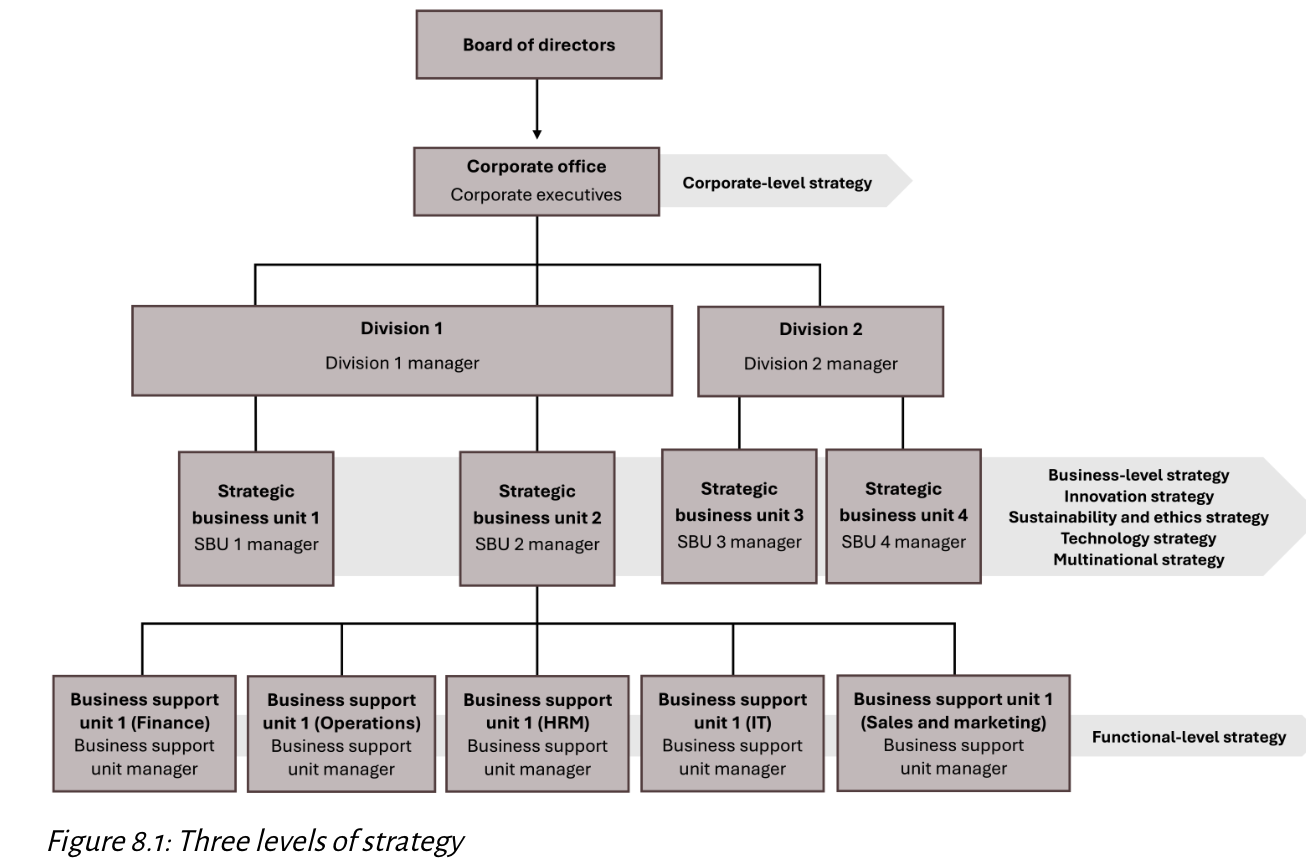 Board of directors
Corporate office
Corporate executives
Corporate-level strategy
Division 1
Division 1 manager
Division 2
Division 2 manager
Strategic
business unit 1
SBU 1 manager
Strategic
business unit 2
SBU 2 manager
Strategic
business unit 3
SBU 3 manager
Strategic
business unit 4
SBU 4 manager
Business-level strategy
Innovation strategy
Sustainability and ethics strategy
Technology strategy
Multinational strategy
Business support
unit 1 (Finance)
Business support
unit manager
Business support
unit 1 (Operations)
Business support
unit manager
Business support
unit 1 (HRM)
Business support
unit manager
Business support
unit 1 (IT)
Business support
unit manager
Business support unit 1
(Sales and marketing)
Business support
unit manager
Functional-level strategy
Figure 8.1: Three levels of strategy